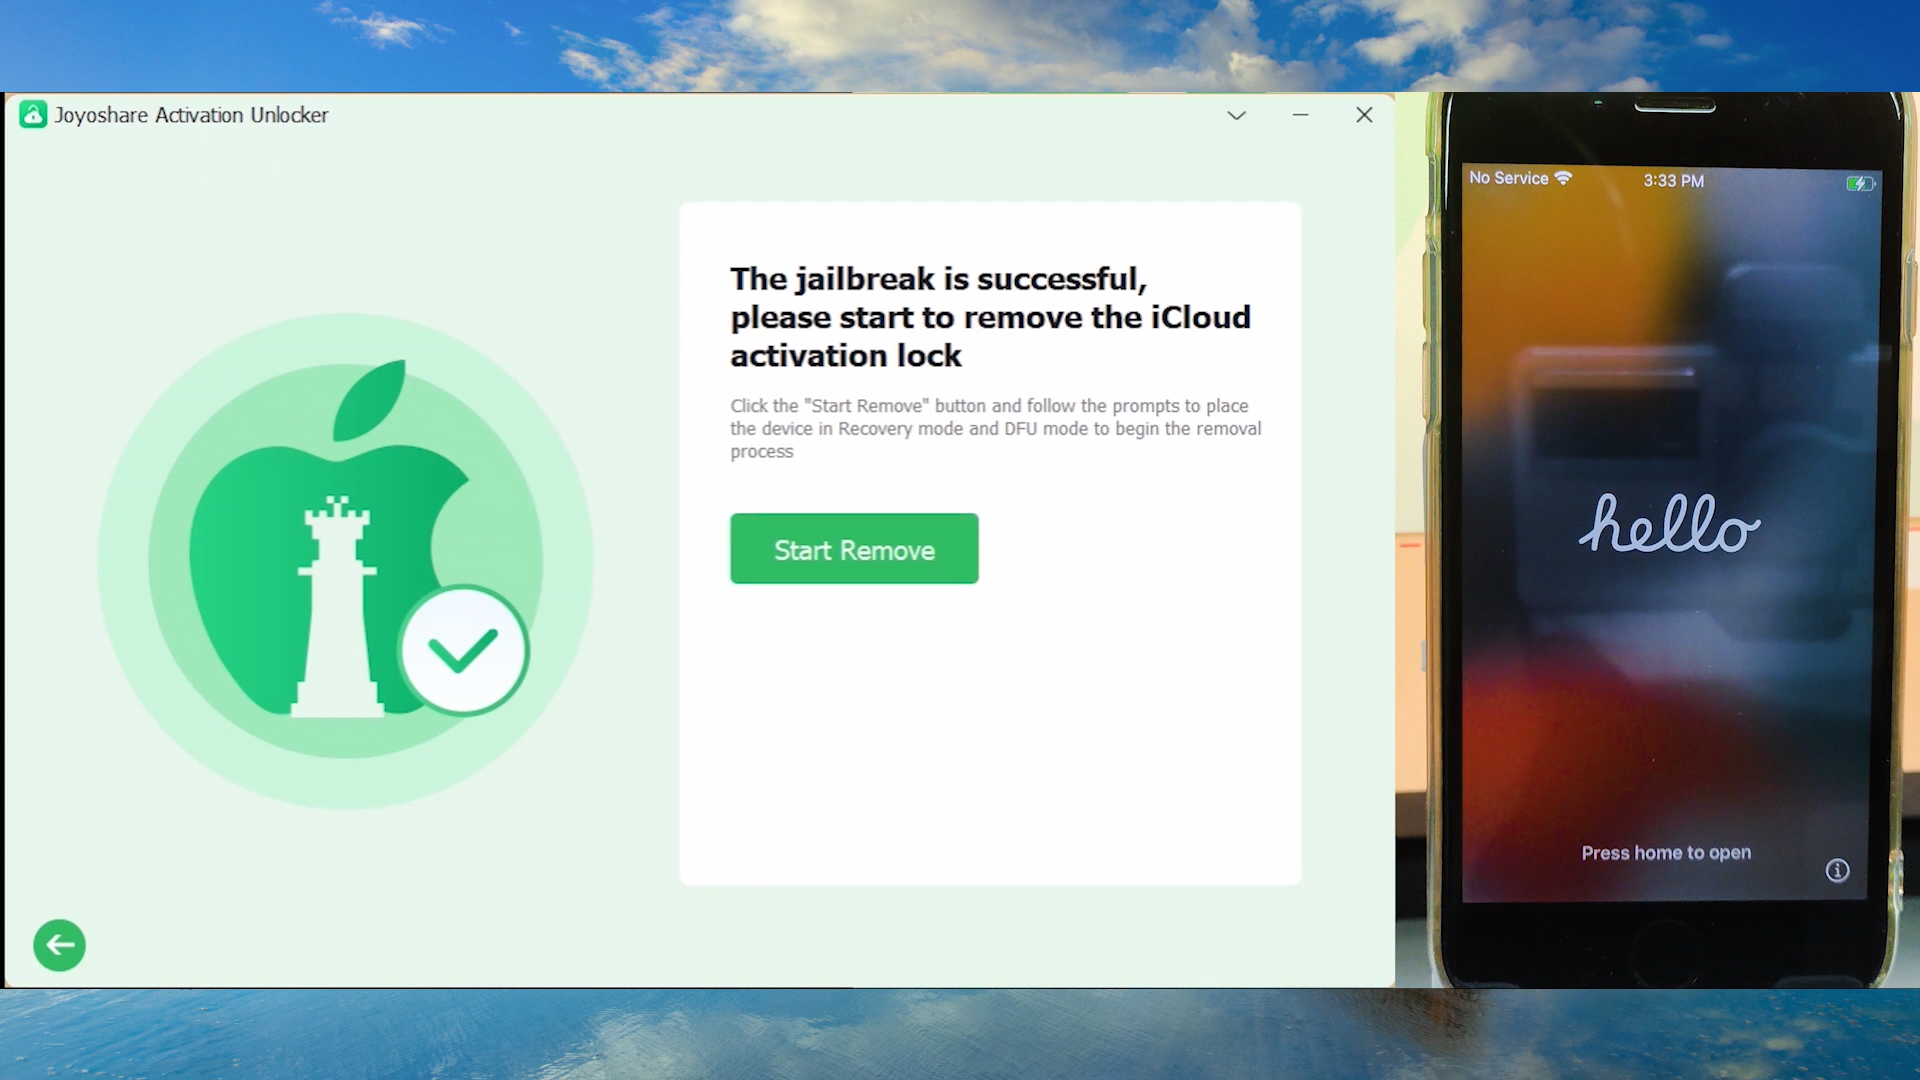 Joyoshare Activation Unlocker
The jailbreak is successful,
please start to remove the iCloud
activation lock
Click the "Start Remove" button and follow the prompts to place
the device in Recovery mode and DFU mode to begin the removal
process
Start Remove
No Service
3:33 PM
hello
Press home to open